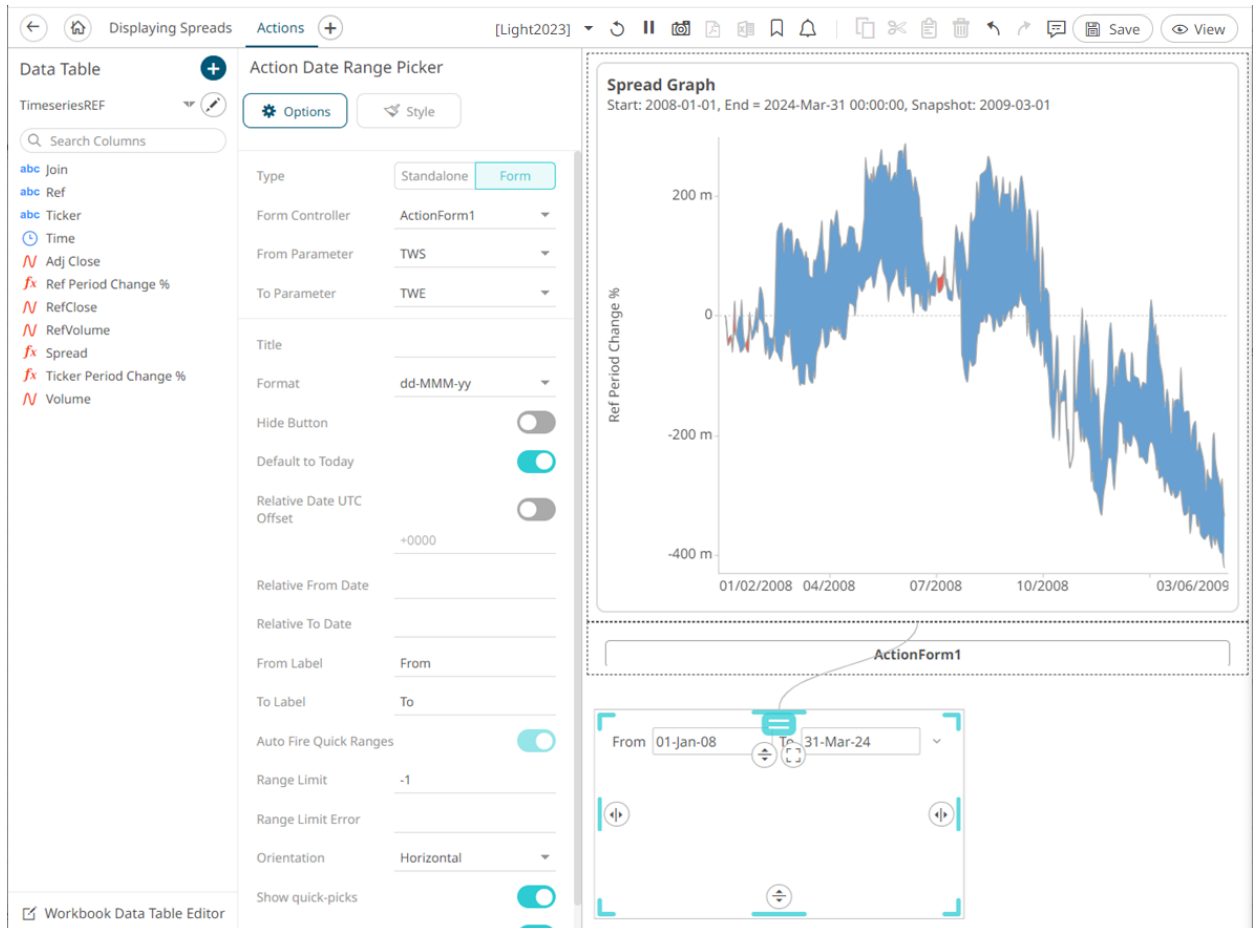 Displaying Spreads
Actions
[Light2023]
Save
View
Data Table
TimeseriesREF
Search Columns
abc Join
abc Ref
abc Ticker
Time
Adj Close
fx Ref Period Change %
RefClose
RefVolume
fx Spread
fx Ticker Period Change %
Volume
Workbook Data Table Editor
Action Date Range Picker
Options
Style
Type Standalone Form
Form Controller ActionForm1
From Parameter TWS
To Parameter TWE
Title
Format dd-MMM-yy
Hide Button
Default to Today
Relative Date UTC
Offset
+0000
Relative From Date
Relative To Date
From Label From
To Label To
Auto Fire Quick Ranges
Range Limit -1
Range Limit Error
Orientation Horizontal
Show quick-picks
Spread Graph
Start: 2008-01-01, End = 2024-Mar-31 00:00:00, Snapshot: 2009-03-01
Ref Period Change %
200 m
0
-200 m
-400 m
01/02/2008 04/2008 07/2008 10/2008 03/06/2009
ActionForm1
From 01-Jan-08 To 31-Mar-24